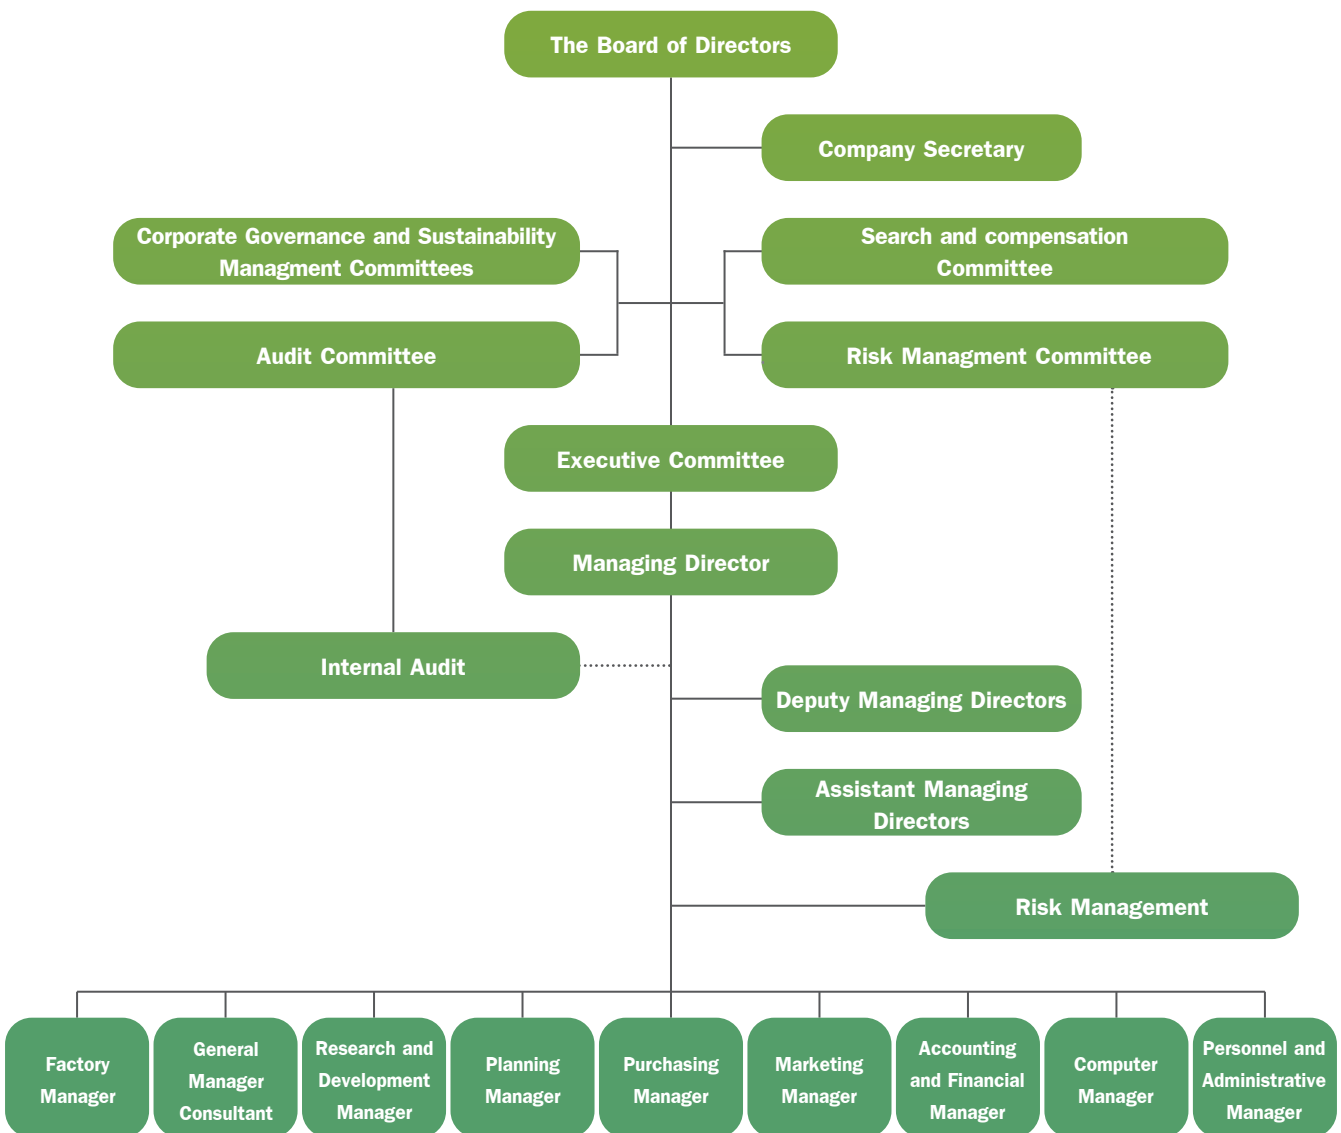 The Board of Directors
Company Secretary
Corporate Governance and Sustainability
Managment Committees
Search and compensation
Committee
Audit Committee
Risk Managment Committee
Executive Committee
Managing Director
Internal Audit
Deputy Managing Directors
Assistant Managing
Directors
Risk Management
Factory
Manager
General
Manager
Consultant
Research and
Development
Manager
Planning
Manager
Purchasing
Manager
Marketing
Manager
Accounting
and Financial
Manager
Computer
Manager
Personnel and
Administrative
Manager